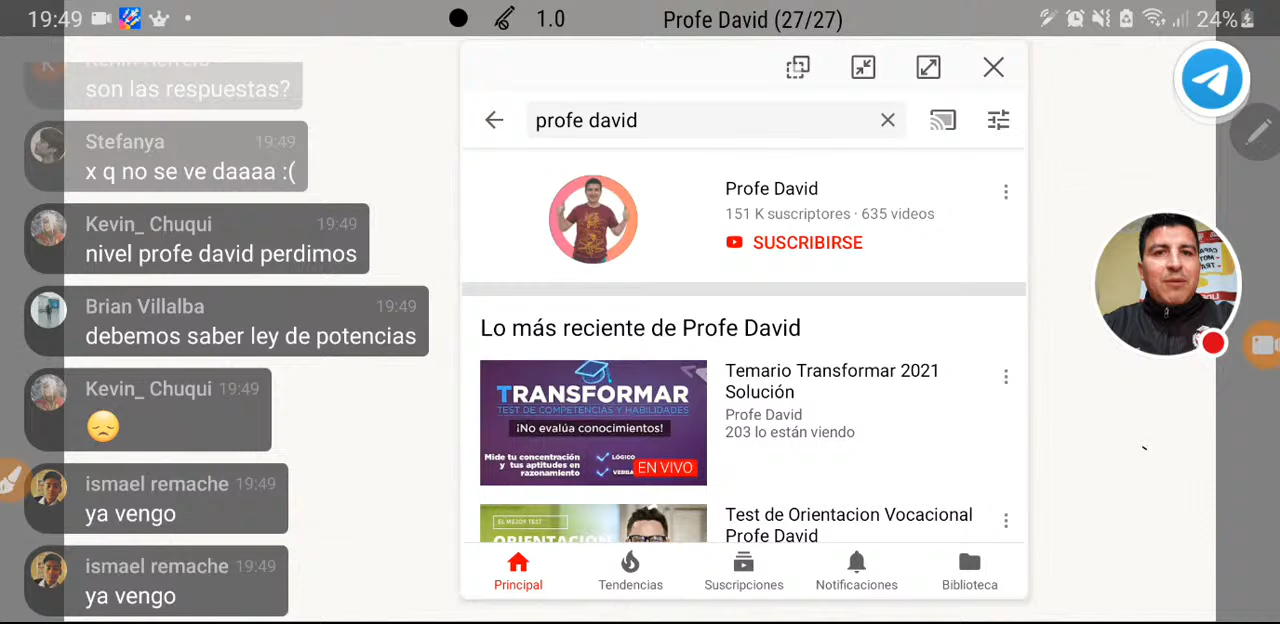 19:49
1.0
Profe David (27/27)
24%
Kevin Herrera
son las respuestas?
Stefanya 19:49
x q no se ve daaaa :(
Kevin_ Chuqui 19:49
nivel profe david perdimos
Brian Villalba 19:49
debemos saber ley de potencias
Kevin_ Chuqui 19:49
😞
ismael remache 19:49
ya vengo
ismael remache 19:49
ya vengo
profe david
Profe David
151 K suscriptores · 635 videos
SUSCRIBIRSE
Lo más reciente de Profe David
TRANSFORMAR
TEST DE COMPETENCIAS Y HABILIDADES
¡No evalúa conocimientos!
Mide tu concentración
y tus aptitudes en
razonamiento
LÓGICO
EN VIVO
Temario Transformar 2021
Solución
Profe David
203 lo están viendo
EL MEJOR TEST
Test de Orientacion Vocacional
Profe David
Principal
Tendencias
Suscripciones
Notificaciones
Biblioteca